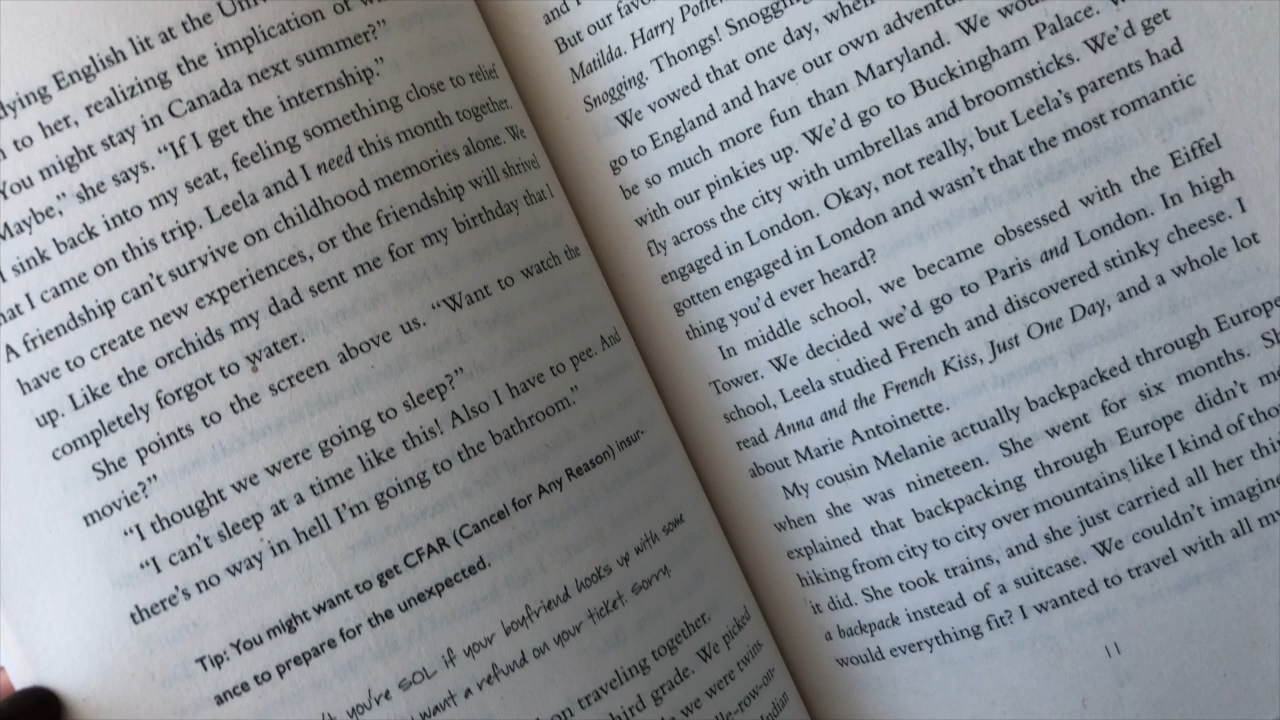 dying English lit at the Uni
to her, realizing the implication of w
You might stay in Canada next summer?”
Maybe,” she says. “If I get the internship.”
I sink back into my seat, feeling something close to relief
hat I came on this trip. Leela and I need this month together.
A friendship can’t survive on childhood memories alone. We
have to create new experiences, or the friendship will shrivel
up. Like the orchids my dad sent me for my birthday that I
completely forgot to water.
She points to the screen above us. “Want to watch the
movie?”
“I thought we were going to sleep?”
“I can’t sleep at a time like this! Also I have to pee. And
there’s no way in hell I’m going to the bathroom.”
Tip: You might want to get CFAR (Cancel for Any Reason) insur-
ance to prepare for the unexpected.
you’re SOL if your boyfriend hooks up with some
want a refund on your ticket. Sorry.
on traveling together.
hird grade. We picked
we were twins
lle-row-on-
Indian
and
But our favo
Matilda. Harry Potter.
Snogging. Thongs! Snogging
We vowed that one day, when
go to England and have our own adventu
be so much more fun than Maryland. We wou
with our pinkies up. We’d go to Buckingham Palace. W
fly across the city with umbrellas and broomsticks. We’d get
engaged in London. Okay, not really, but Leela’s parents had
gotten engaged in London and wasn’t that the most romantic
thing you’d ever heard?
In middle school, we became obsessed with the Eiffel
Tower. We decided we’d go to Paris and London. In high
school, Leela studied French and discovered stinky cheese. I
read Anna and the French Kiss, Just One Day, and a whole lot
about Marie Antoinette.
My cousin Melanie actually backpacked through Europe
when she was nineteen. She went for six months. Sh
explained that backpacking through Europe didn’t me
hiking from city to city over mountains like I kind of thou
it did. She took trains, and she just carried all her thi
a backpack instead of a suitcase. We couldn’t imagine
would everything fit? I wanted to travel with all m
11